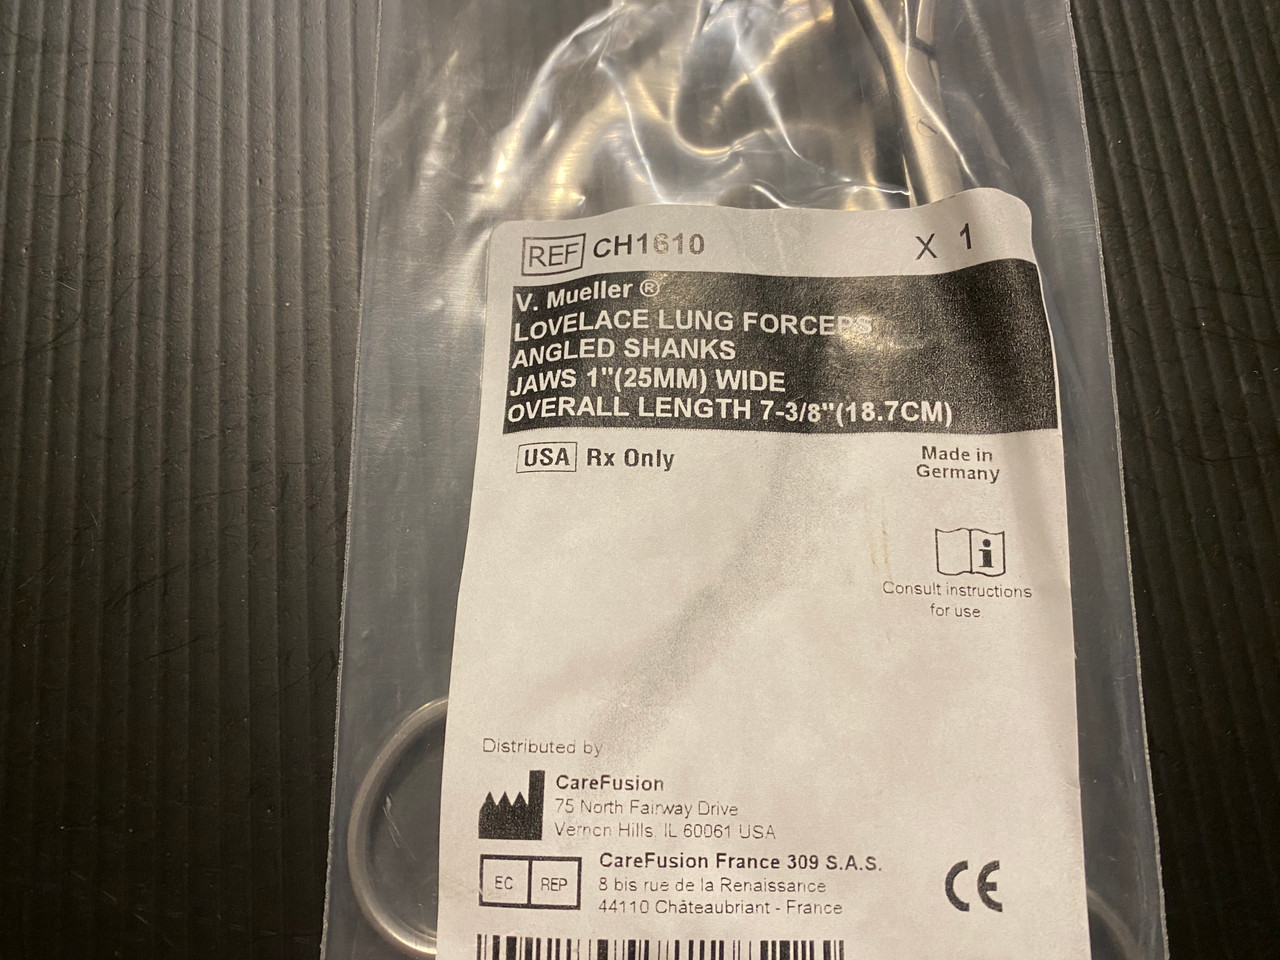 REF CH1610 X 1
V. Mueller ®
LOVELACE LUNG FORCEPS
ANGLED SHANKS
JAWS 1"(25MM) WIDE
OVERALL LENGTH 7-3/8"(18.7CM)
USA Rx Only
Made in
Germany
i
Consult instructions
for use
Distributed by
CareFusion
75 North Fairway Drive
Vernon Hills, IL 60061 USA
EC REP
CareFusion France 309 S.A.S.
8 bis rue de la Renaissance
44110 Châteaubriant - France
CE